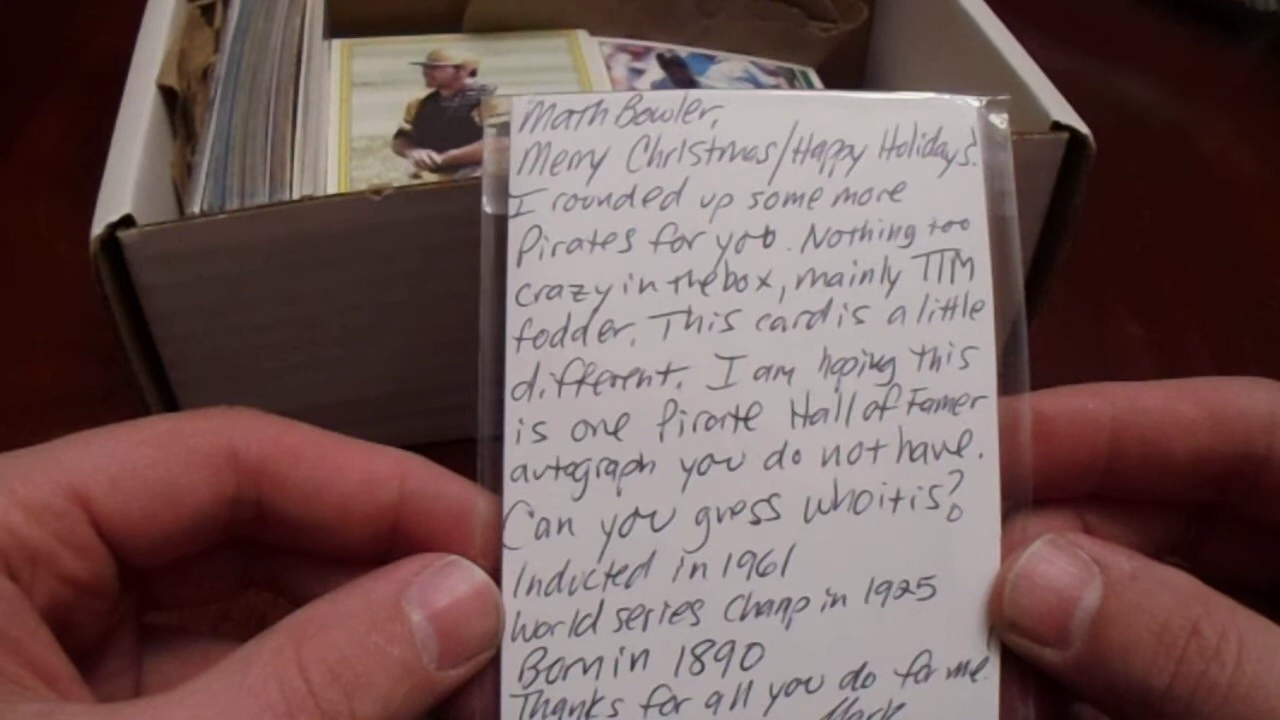 Math Bowler,
Merry Christmas/Happy Holidays!
I rounded up some more
Pirates for you. Nothing too
crazy in the box, mainly TTM
fodder. This card is a little
different. I am hoping this
is one Pirate Hall of Famer
autograph you do not have.
Can you guess who it is?
Inducted in 1961
World series Champ in 1925
Born in 1890
Thanks for all you do for me.
Mark